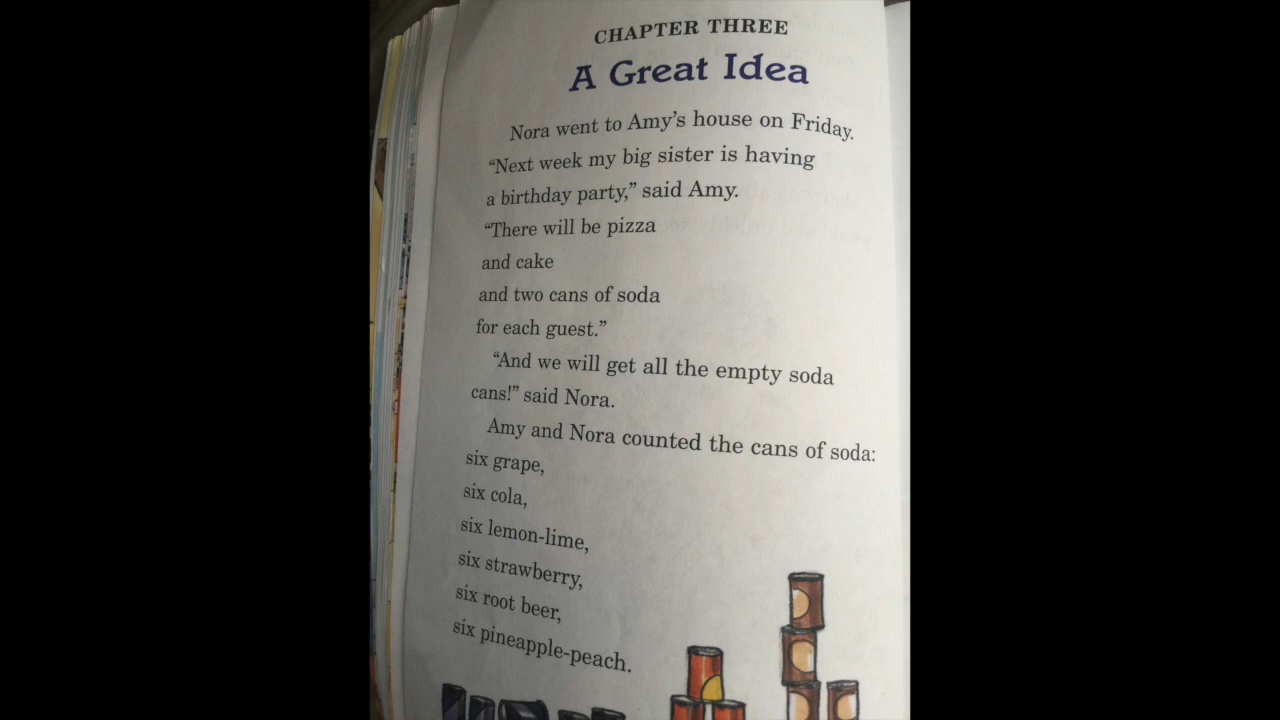 CHAPTER THREE
A Great Idea
Nora went to Amy’s house on Friday.
“Next week my big sister is having
a birthday party,” said Amy.
“There will be pizza
and cake
and two cans of soda
for each guest.”
“And we will get all the empty soda
cans!” said Nora.
Amy and Nora counted the cans of soda:
six grape,
six cola,
six lemon-lime,
six strawberry,
six root beer,
six pineapple-peach.